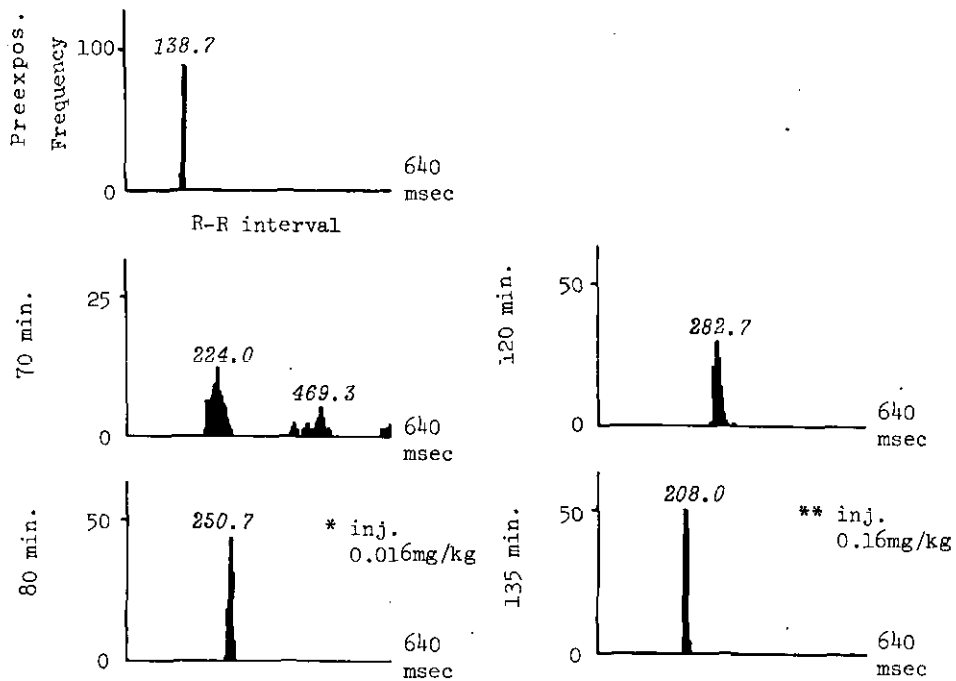 Preexpos.
Frequency
100
138.7
0
640
msec
R-R interval
70 min.
25
224.0
469.3
0
640
msec
120 min.
50
282.7
0
640
msec
80 min.
50
250.7
* inj.
0.016mg/kg
0
640
msec
135 min.
50
208.0
** inj.
0.16mg/kg
0
640
msec